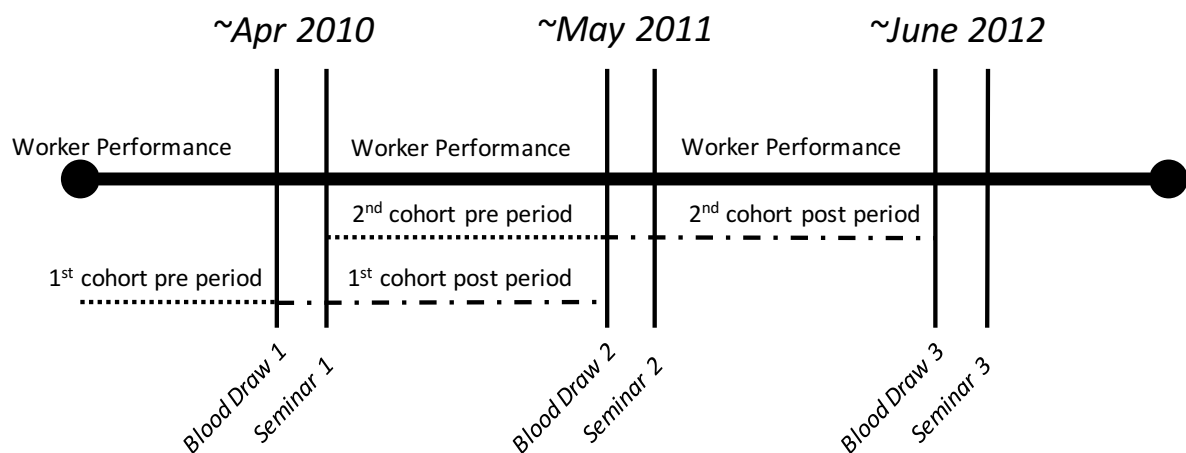 ~Apr 2010 ~May 2011 ~June 2012
Worker Performance Worker Performance Worker Performance
2nd cohort pre period 2nd cohort post period
1st cohort pre period 1st cohort post period
Blood Draw 1
Seminar 1
Blood Draw 2
Seminar 2
Blood Draw 3
Seminar 3